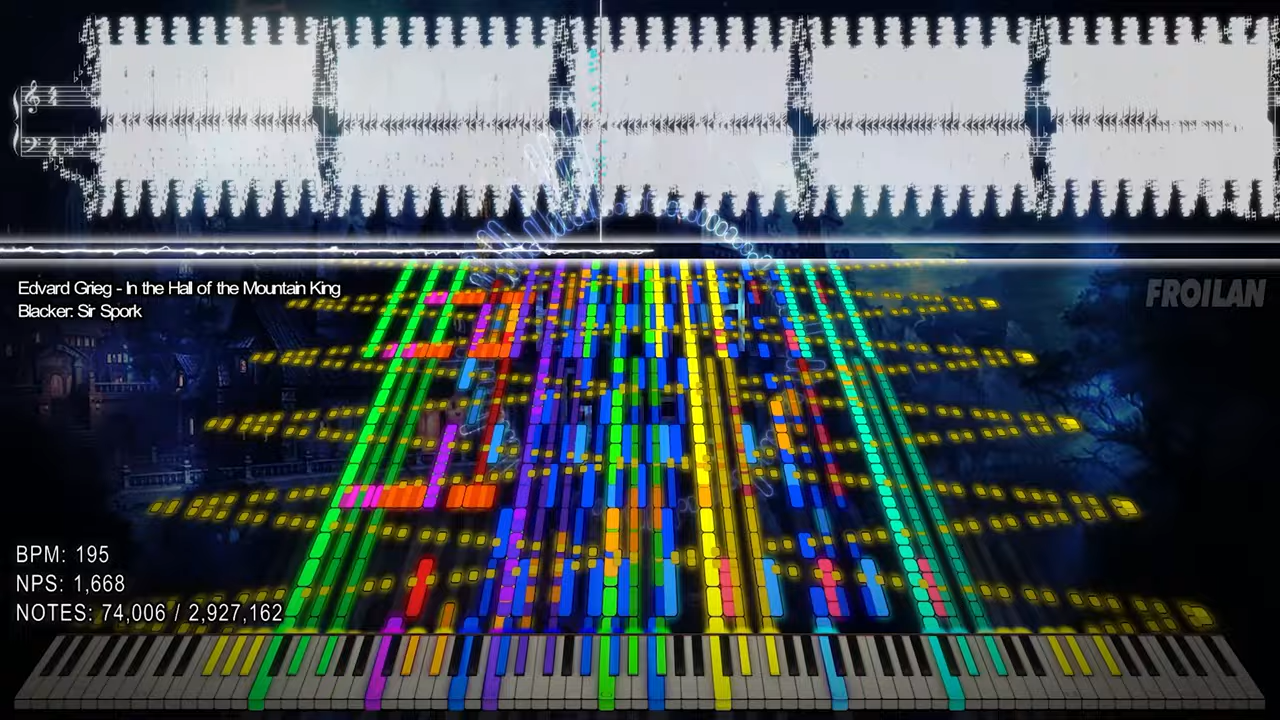 Edvard Grieg - In the Hall of the Mountain King
Blacker: Sir Spork
FROILAN
BPM: 195
NPS: 1,668
NOTES: 74,006 / 2,927,162